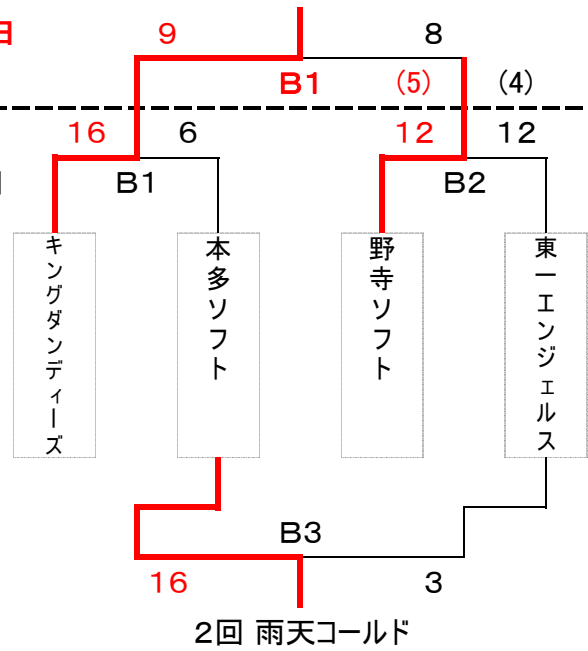 9 8
B1 (5) (4)
16 6 12 12
B1 B2
キングダンディーズ
本多ソフト
野寺ソフト
東一エンジェルス
B3
16 3
2回 雨天コールド